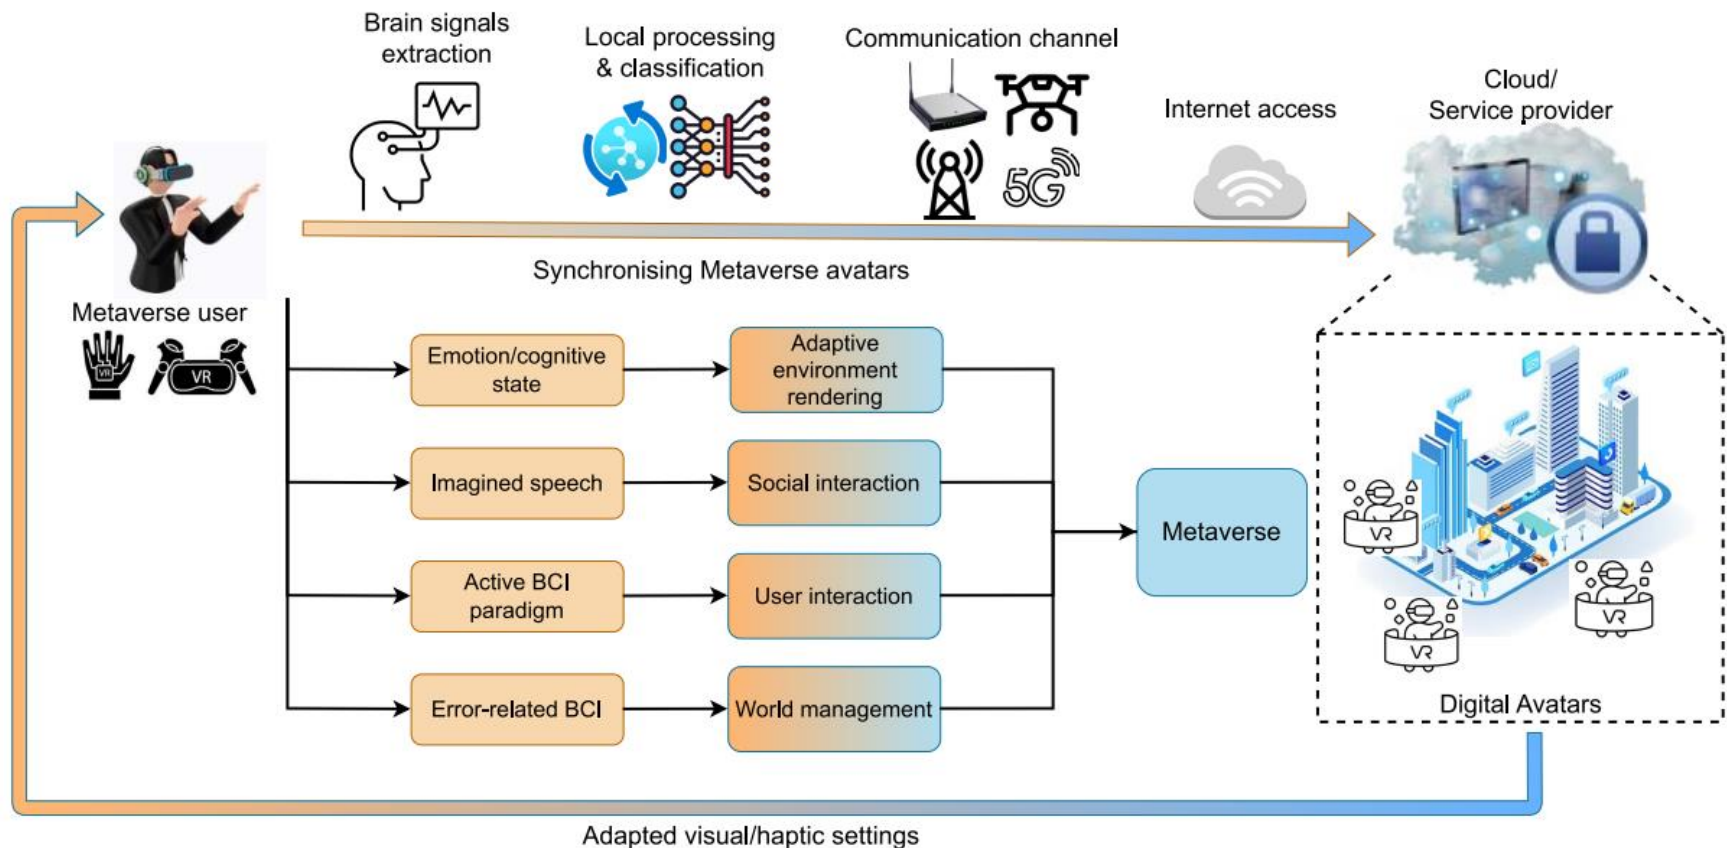 Brain signals
extraction
Local processing
& classification
Communication channel
5G
Internet access
Cloud/
Service provider
Synchronising Metaverse avatars
Metaverse user
VR
VR
Emotion/cognitive
state
Adaptive
environment
rendering
Imagined speech
Social interaction
Active BCI
paradigm
User interaction
Error-related BCI
World management
Metaverse
VR
VR
VR
Digital Avatars
Adapted visual/haptic settings